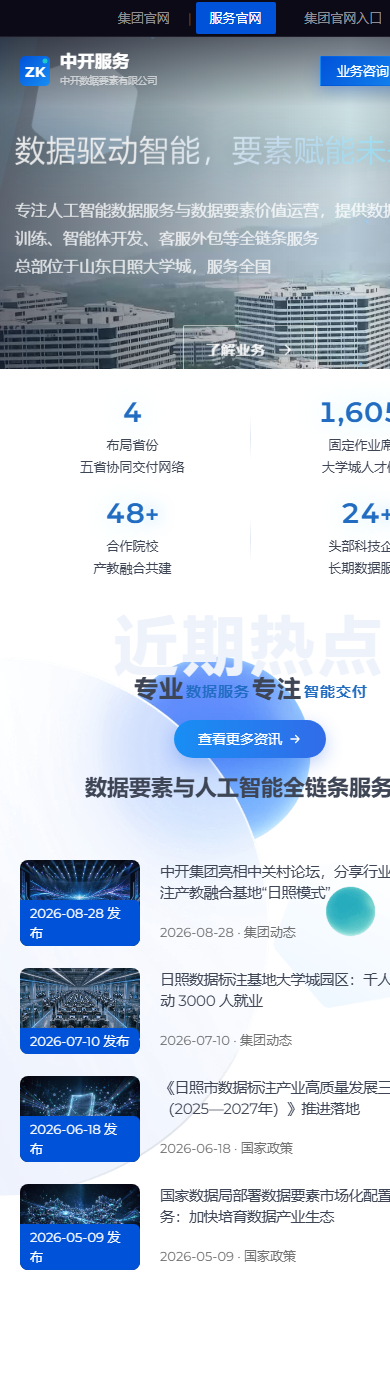 集团官网 | 服务官网 集团官网入口
ZK 中开服务
中开数据要素有限公司
业务咨询
数据驱动智能，要素赋能未
专注人工智能数据服务与数据要素价值运营，提供数
训练、智能体开发、客服外包等全链条服务
总部位于山东日照大学城，服务全国
了解业务 →
4
布局省份
五省协同交付网络
1,605
固定作业席
大学城人才
48+
合作院校
产教融合共建
24+
头部科技企
长期数据服
近期热点
专业 数据服务 专注 智能交付
查看更多资讯 →
数据要素与人工智能全链条服务
2026-08-28 发
布
中开集团亮相中关村论坛，分享行业
注产教融合基地“日照模式”
2026-08-28 · 集团动态
2026-07-10 发布
日照数据标注基地大学城园区：千人
动 3000 人就业
2026-07-10 · 集团动态
2026-06-18 发
布
《日照市数据标注产业高质量发展三
（2025—2027年）》推进落地
2026-06-18 · 国家政策
2026-05-09 发
布
国家数据局部署数据要素市场化配置
务：加快培育数据产业生态
2026-05-09 · 国家政策